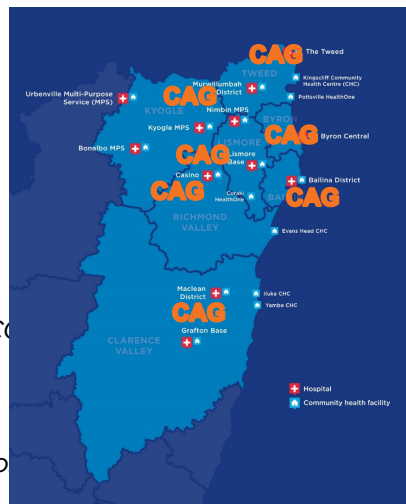 CAG
The Tweed
TWEED
Kingscliff Community
Health Centre (CHC)
Murwillumbah
District
Pottsville HealthOne
Urbenville Multi-Purpose
Service (MPS)
CAG
KYOGLE
Nimbin MPS
BYRON
Kyogle MPS
CAG
Byron Central
LISMORE
Bonalbo MPS
CAG
Lismore
Base
Casino
CAG
Coraki
HealthOne
Ballina District
CAG
RICHMOND
VALLEY
Evans Head CHC
Maclean
District
Iluka CHC
Yamba CHC
CAG
Grafton Base
CLARENCE
VALLEY
Hospital
Community health facility